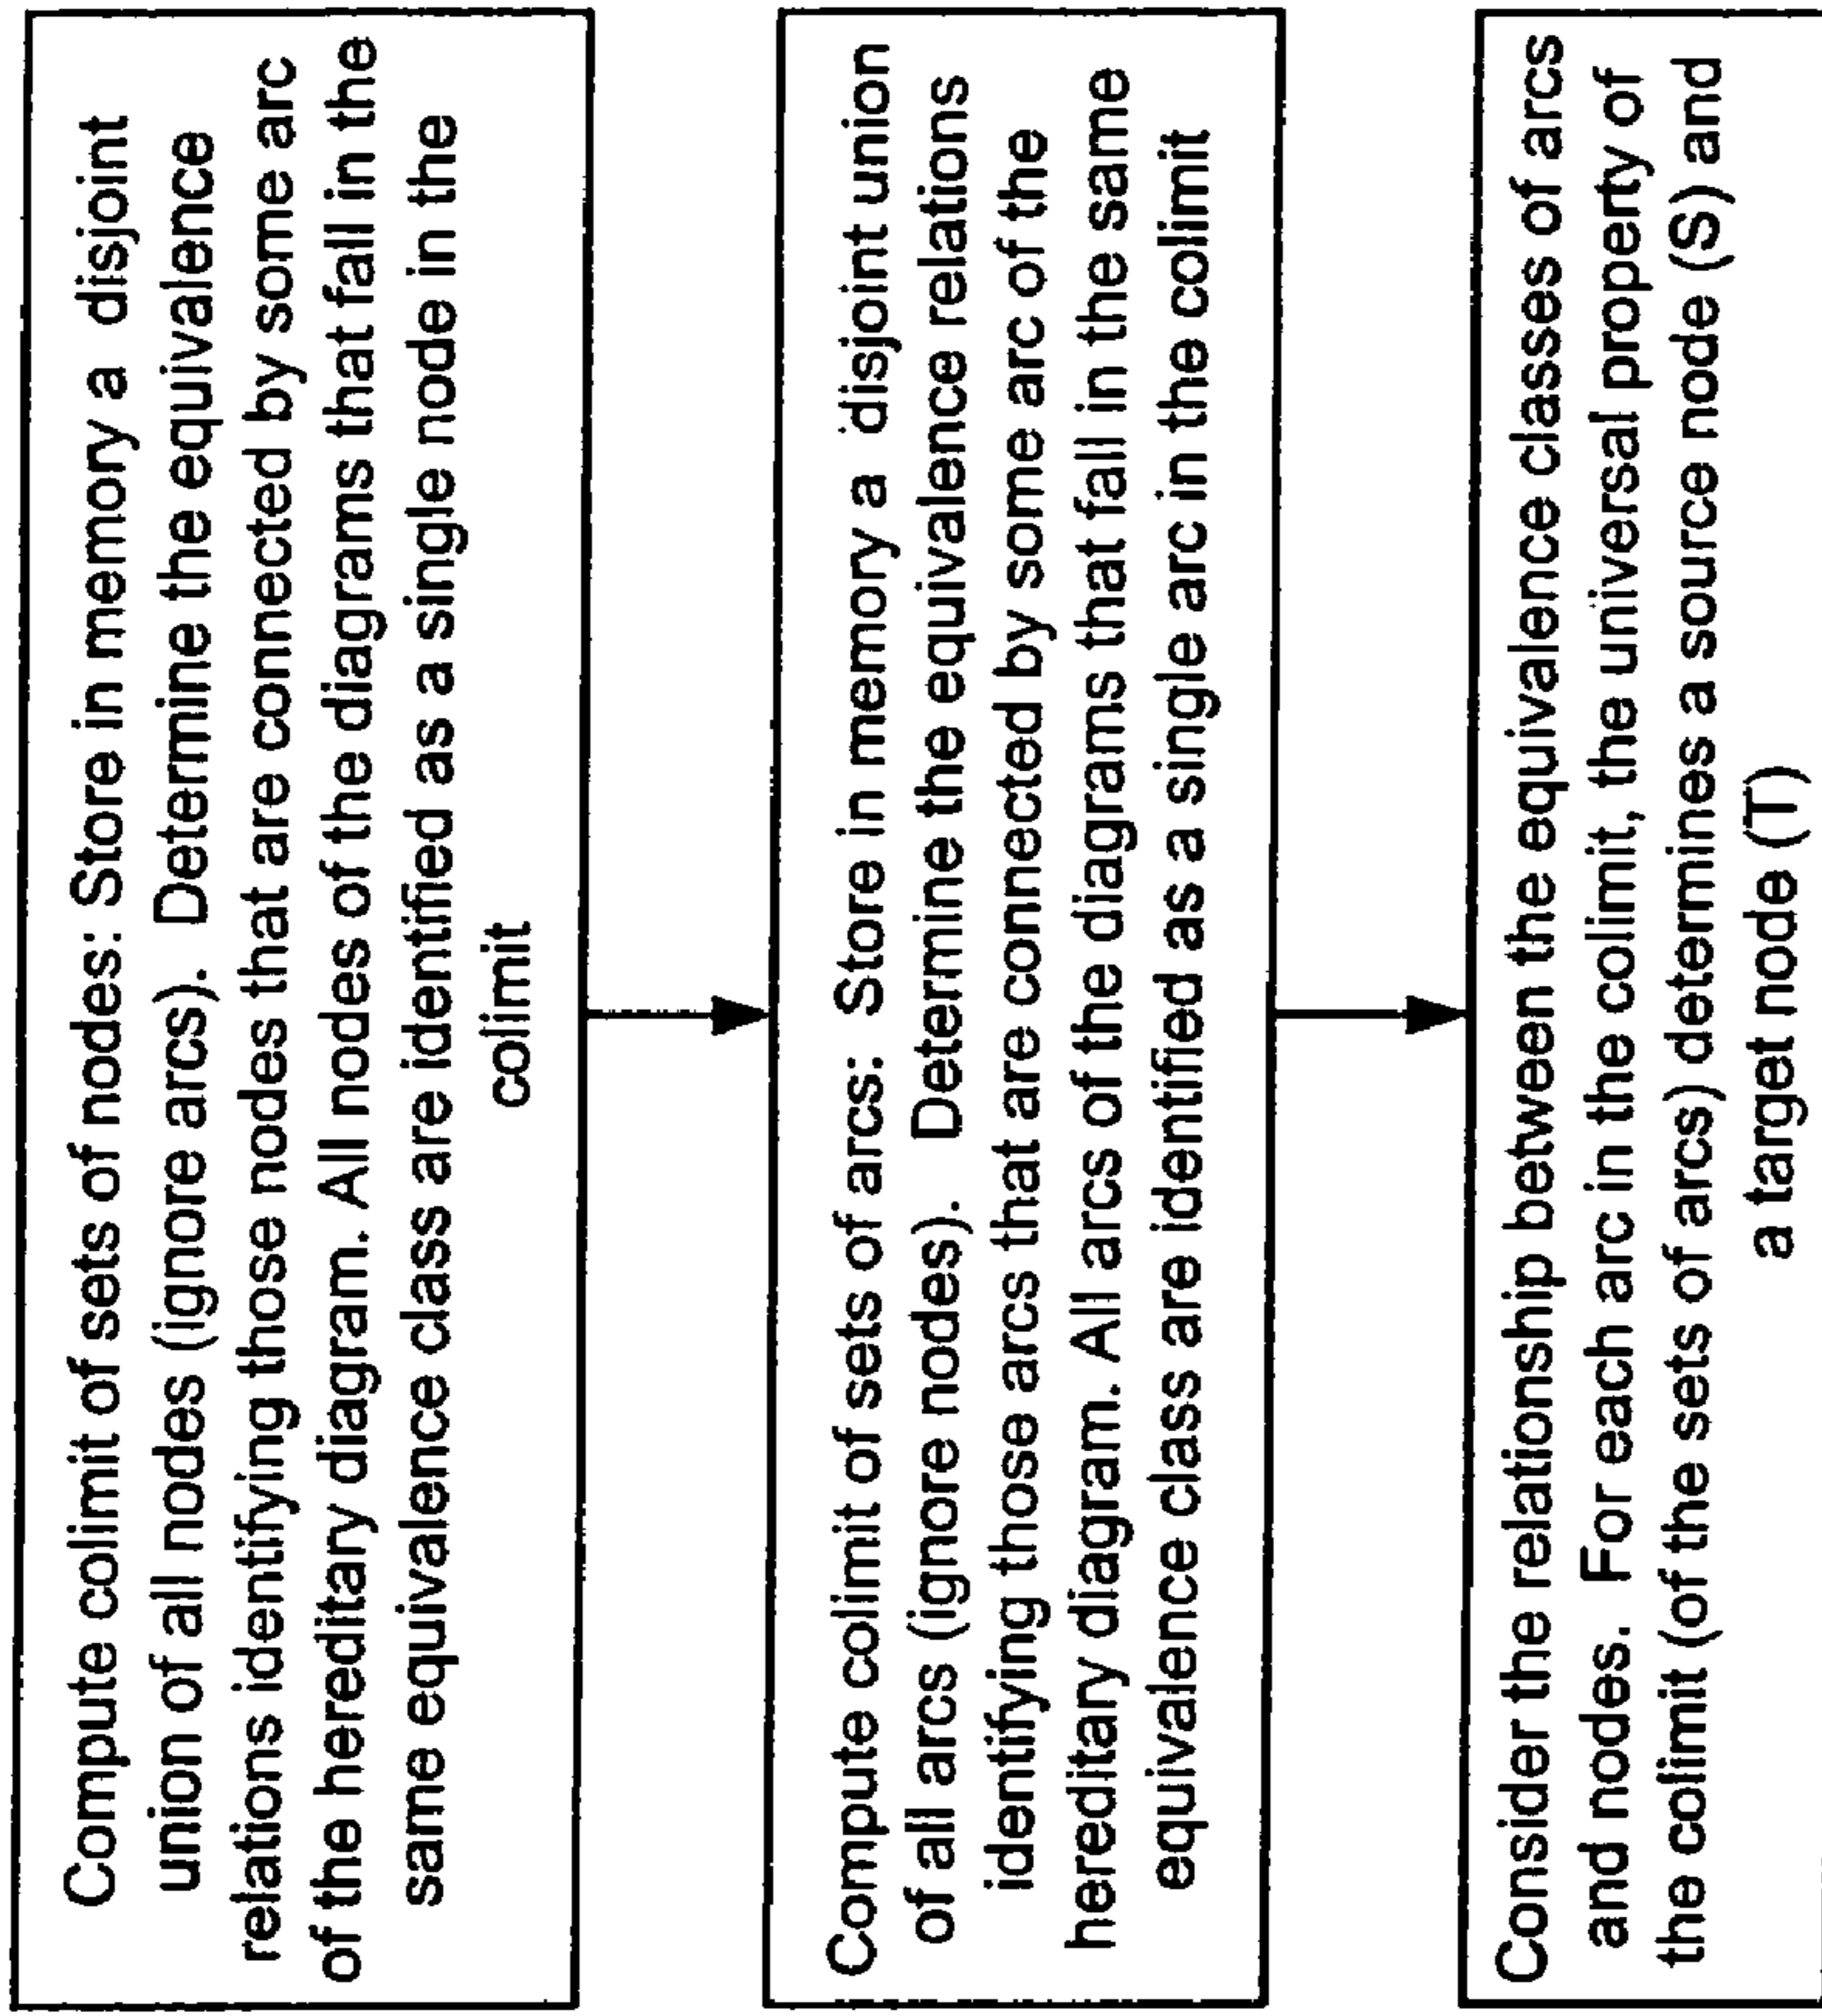 Compute colimit of sets of nodes: Store in memory a disjoint
union of all nodes (ignore arcs). Determine the equivalence
relations identifying those nodes that are connected by some arc
of the hereditary diagram. All nodes of the diagrams that fall in the
same equivalence class are identified as a single node in the
colimit
Compute colimit of sets of arcs: Store in memory a disjoint union
of all arcs (ignore nodes). Determine the equivalence relations
identifying those arcs that are connected by some arc of the
hereditary diagram. All arcs of the diagrams that fall in the same
equivalence class are identified as a single arc in the colimit
Consider the relationship between the equivalence classes of arcs
and nodes. For each arc in the colimit, the universal property of
the colimit (of the sets of arcs) determines a source node (S) and
a target node (T)